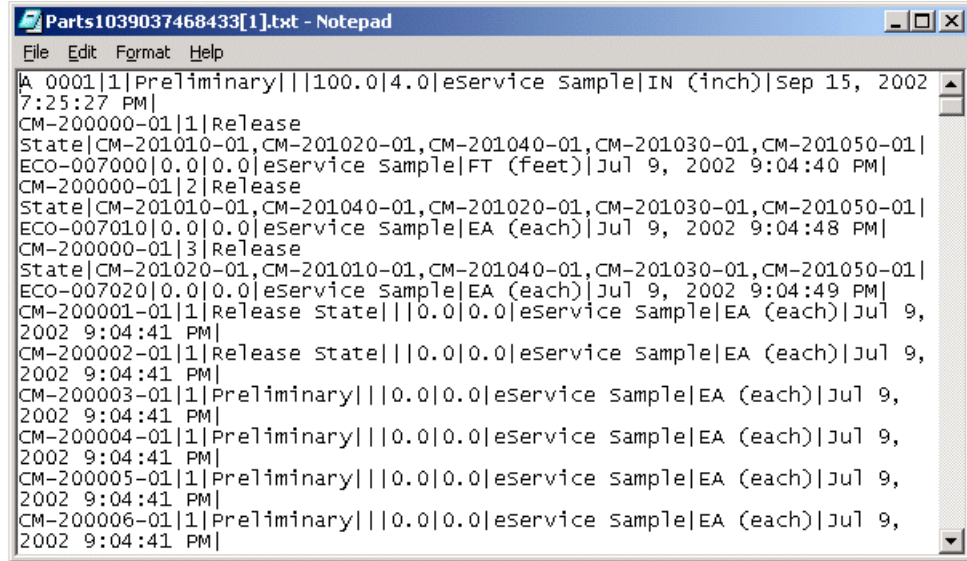 Parts1039037468433[1].txt - Notepad
File Edit Format Help
A 0001|1|Preliminary|||100.0|4.0|eService Sample|IN (inch)|Sep 15, 2002
7:25:27 PM|
CM-200000-01|1|Release
State|CM-201010-01,CM-201020-01,CM-201040-01,CM-201030-01,CM-201050-01|
ECO-007000|0.0|0.0|eService Sample|FT (feet)|Jul 9, 2002 9:04:40 PM|
CM-200000-01|2|Release
State|CM-201010-01,CM-201040-01,CM-201020-01,CM-201030-01,CM-201050-01|
ECO-007010|0.0|0.0|eService Sample|EA (each)|Jul 9, 2002 9:04:48 PM|
CM-200000-01|3|Release
State|CM-201020-01,CM-201010-01,CM-201040-01,CM-201030-01,CM-201050-01|
ECO-007020|0.0|0.0|eService Sample|EA (each)|Jul 9, 2002 9:04:49 PM|
CM-200001-01|1|Release State|||0.0|0.0|eService Sample|EA (each)|Jul 9,
2002 9:04:41 PM|
CM-200002-01|1|Release State|||0.0|0.0|eService Sample|EA (each)|Jul 9,
2002 9:04:41 PM|
CM-200003-01|1|Preliminary|||0.0|0.0|eService Sample|EA (each)|Jul 9,
2002 9:04:41 PM|
CM-200004-01|1|Preliminary|||0.0|0.0|eService Sample|EA (each)|Jul 9,
2002 9:04:41 PM|
CM-200005-01|1|Preliminary|||0.0|0.0|eService Sample|EA (each)|Jul 9,
2002 9:04:41 PM|
CM-200006-01|1|Preliminary|||0.0|0.0|eService Sample|EA (each)|Jul 9,
2002 9:04:41 PM|